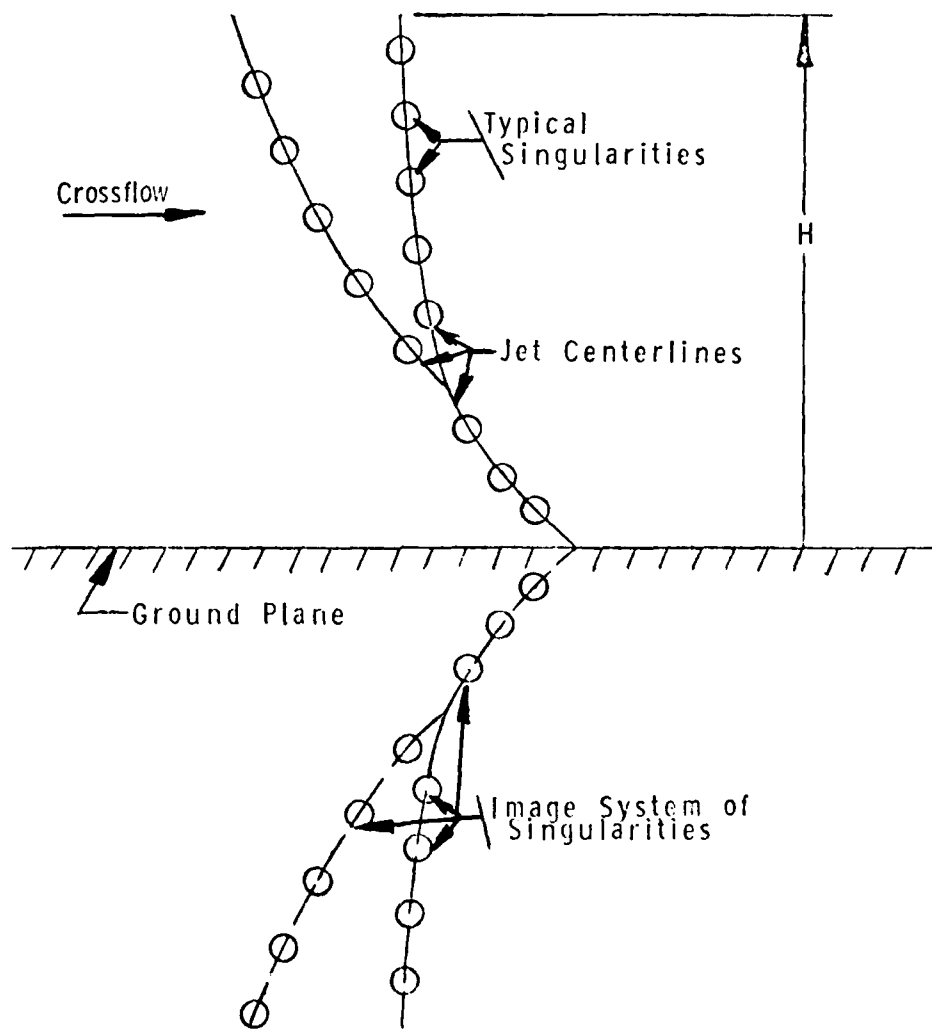 Typical
Singularities
Crossflow
H
Jet Centerlines
Ground Plane
Image System of
Singularities